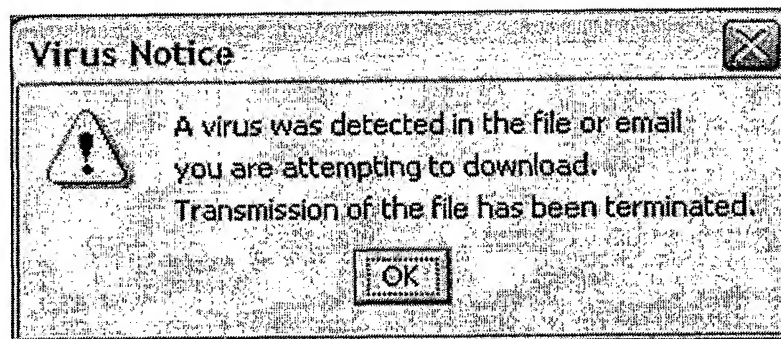 Virus Notice
A virus was detected in the file or email
you are attempting to download.
Transmission of the file has been terminated.
OK